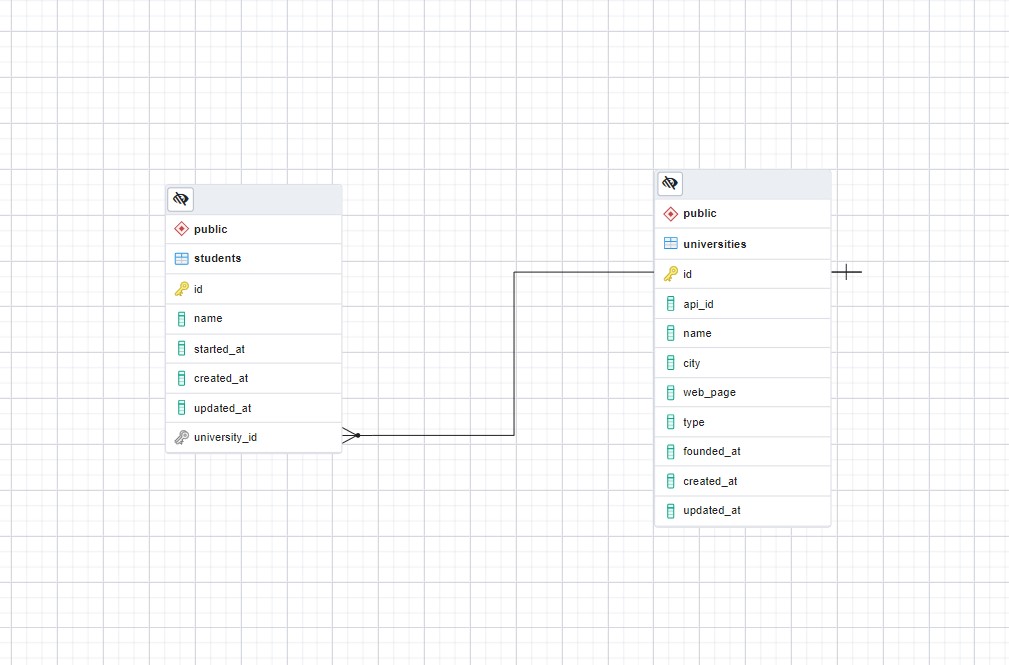 public
students
id
name
started_at
created_at
updated_at
university_id
public
universities
id
api_id
name
city
web_page
type
founded_at
created_at
updated_at